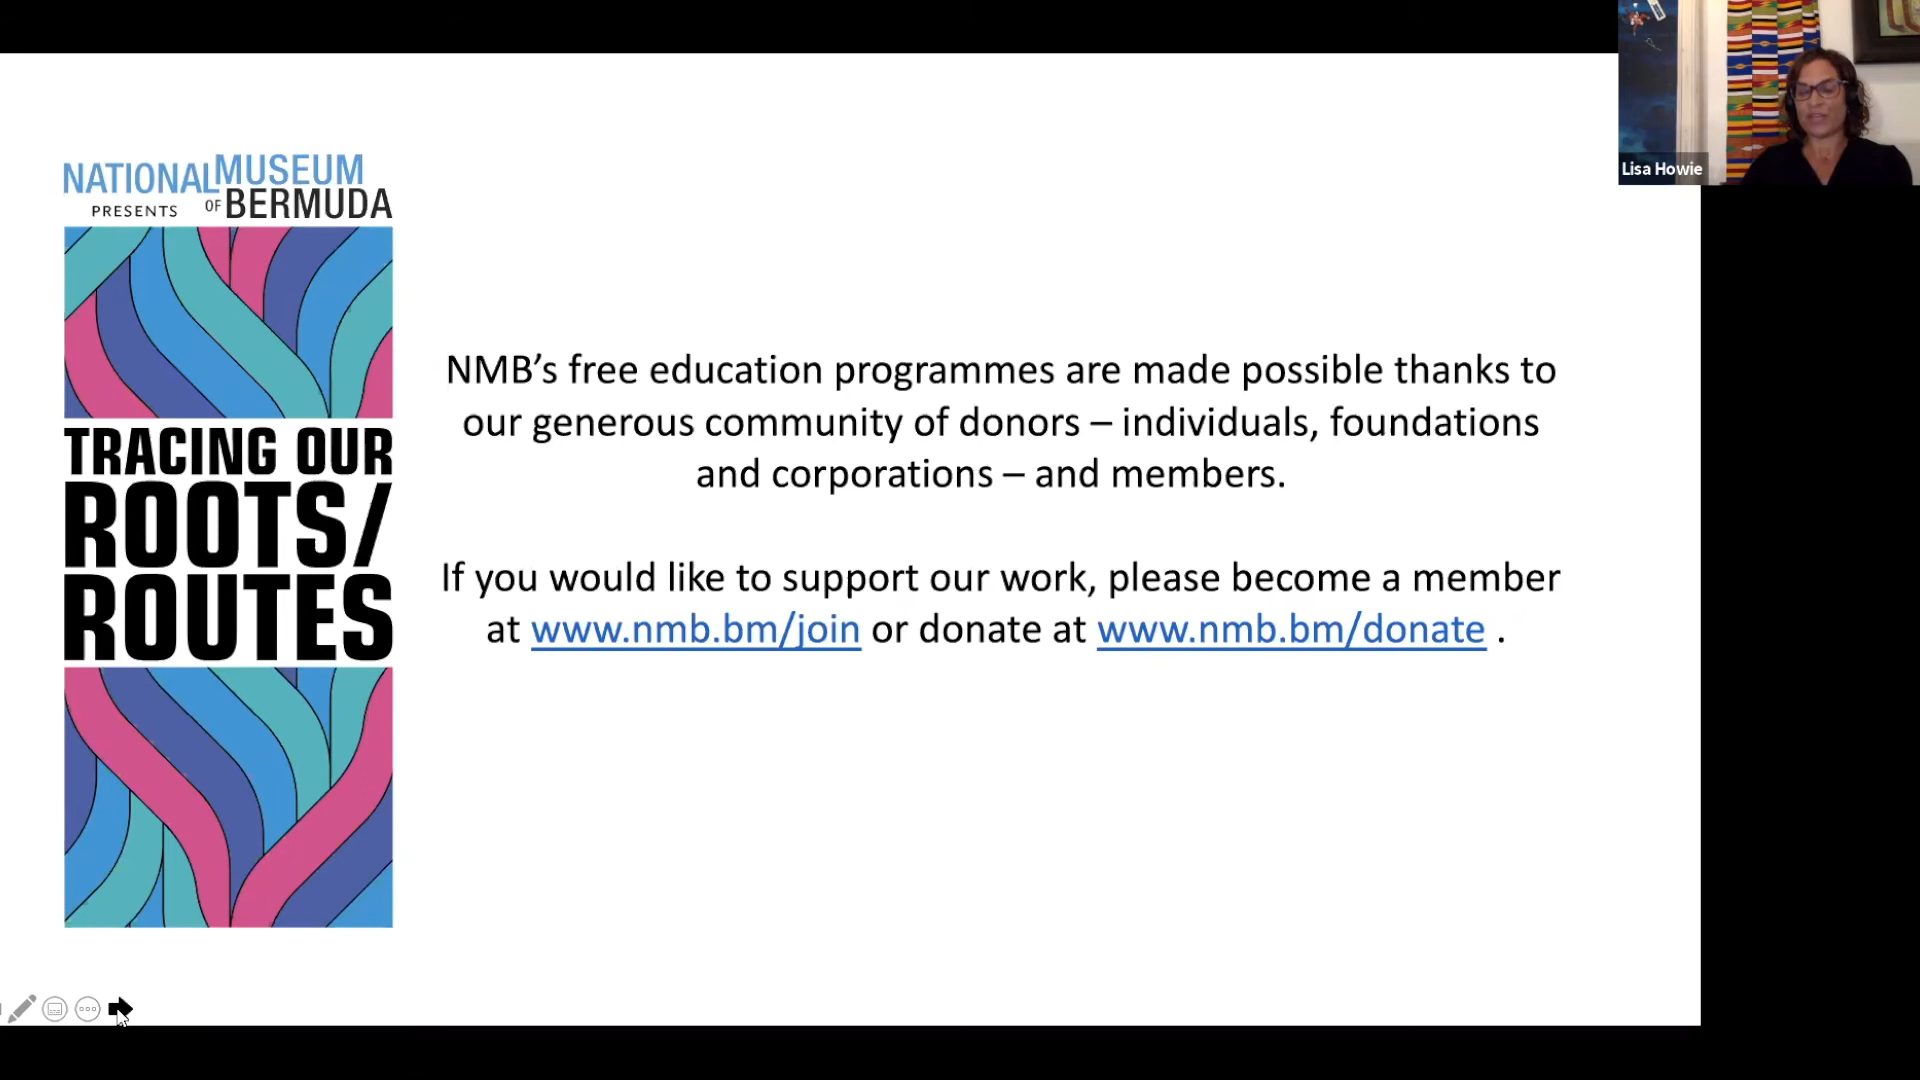 NATIONAL MUSEUM
PRESENTS OF BERMUDA
TRACING OUR
ROOTS/
ROUTES
NMB’s free education programmes are made possible thanks to
our generous community of donors – individuals, foundations
and corporations – and members.
If you would like to support our work, please become a member
at www.nmb.bm/join or donate at www.nmb.bm/donate .
Lisa Howie